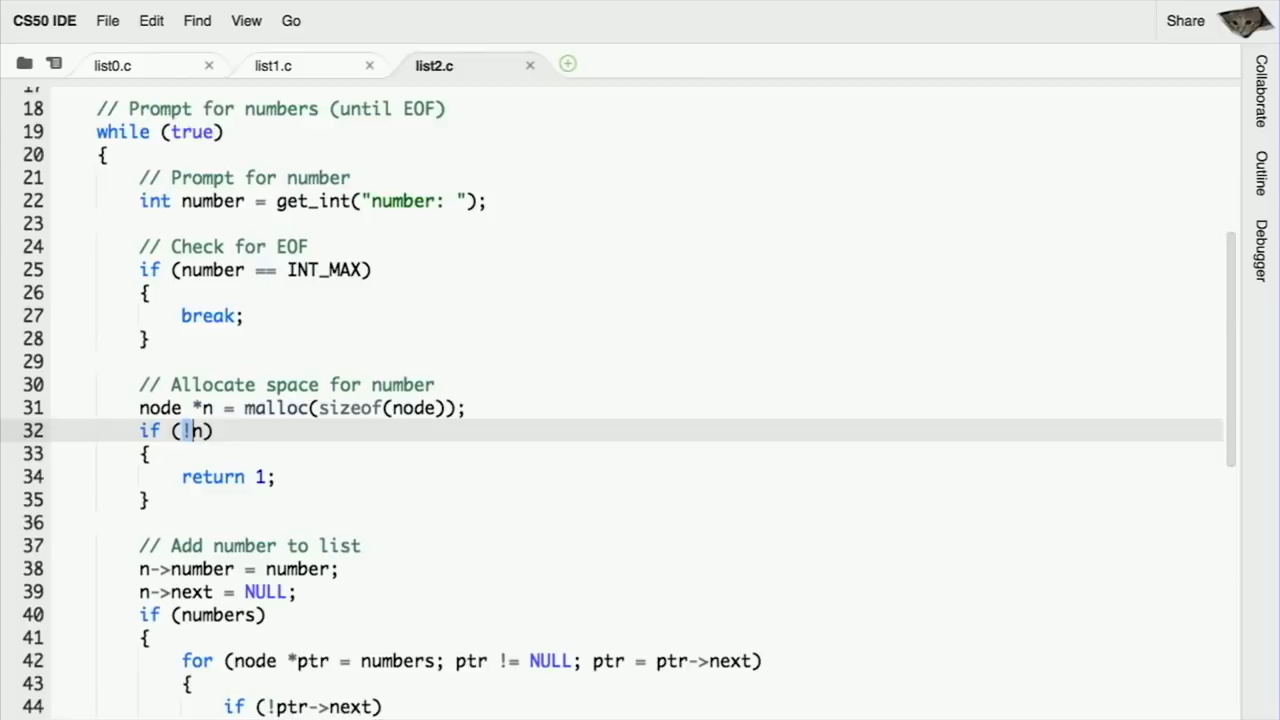 CS50 IDE File Edit Find View Go Share
list0.c × list1.c × list2.c ×
17
18 // Prompt for numbers (until EOF)
19 while (true)
20 {
21 // Prompt for number
22 int number = get_int("number: ");
23
24 // Check for EOF
25 if (number == INT_MAX)
26 {
27 break;
28 }
29
30 // Allocate space for number
31 node *n = malloc(sizeof(node));
32 if (!n)
33 {
34 return 1;
35 }
36
37 // Add number to list
38 n->number = number;
39 n->next = NULL;
40 if (numbers)
41 {
42 for (node *ptr = numbers; ptr != NULL; ptr = ptr->next)
43 {
44 if (!ptr->next)
Collaborate
Outline
Debugger